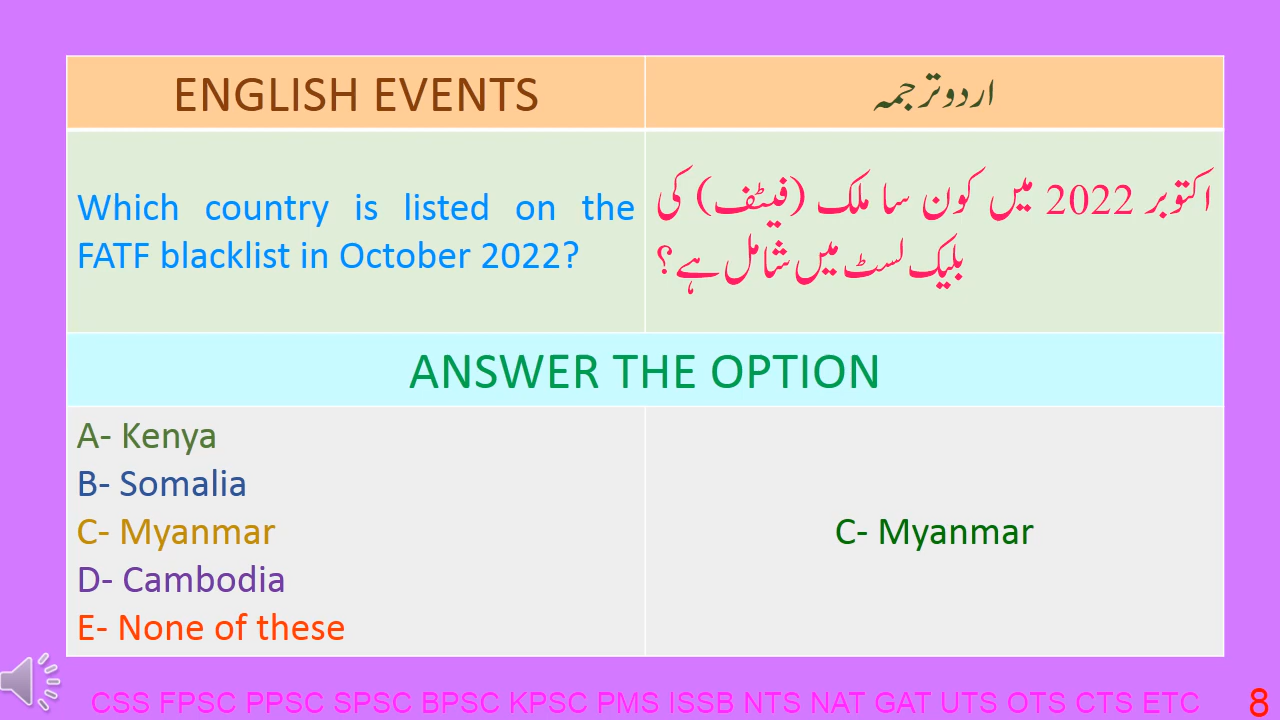 ENGLISH EVENTS
اردو ترجمہ
Which country is listed on the
FATF blacklist in October 2022?
اکتوبر 2022 میں کون سا ملک (فیٹف) کی
بلیک لسٹ میں شامل ہے؟
ANSWER THE OPTION
A- Kenya
B- Somalia
C- Myanmar
D- Cambodia
E- None of these
C- Myanmar
CSS FPSC PPSC SPSC BPSC KPSC PMS ISSB NTS NAT GAT UTS OTS CTS ETC
8